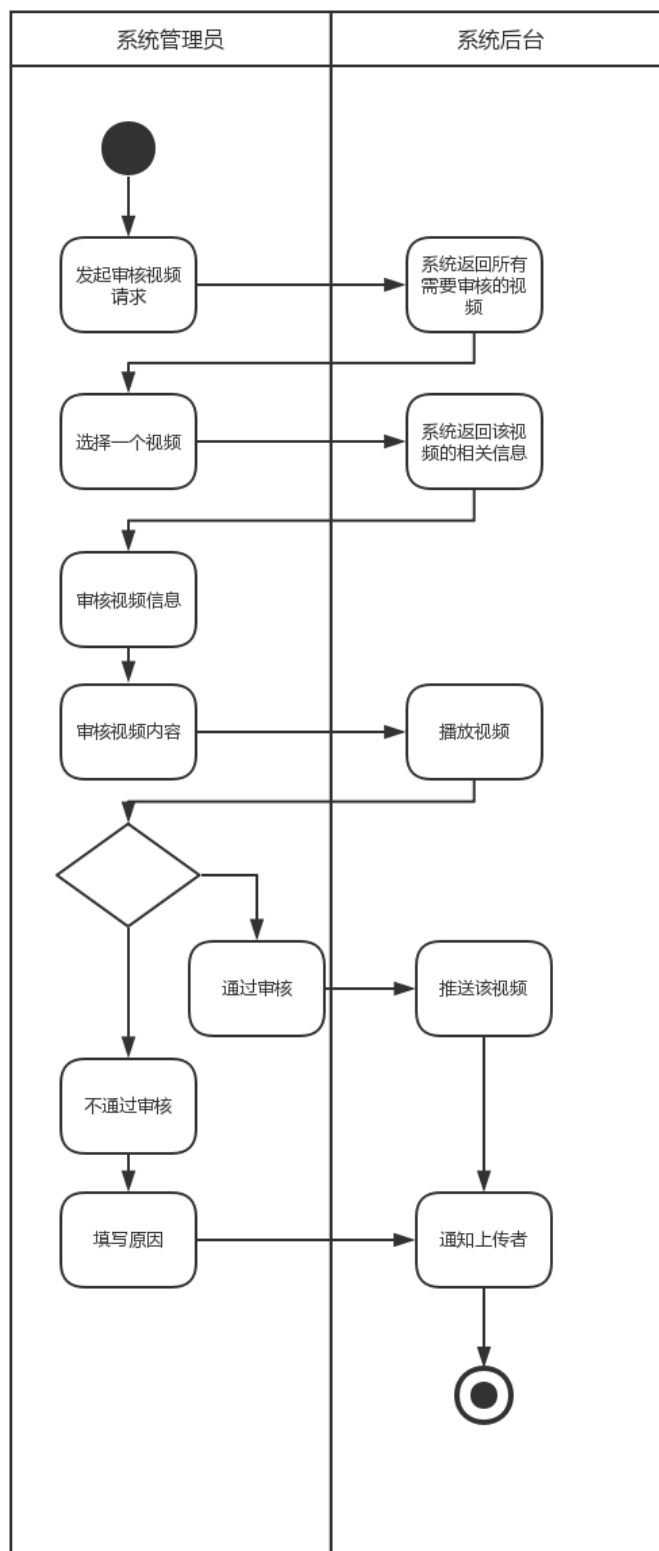 系统管理员
系统后台
发起审核视频
请求
系统返回所有
需要审核的视
频
选择一个视频
系统返回该视
频的相关信息
审核视频信息
审核视频内容
播放视频
通过审核
推送该视频
不通过审核
填写原因
通知上传者